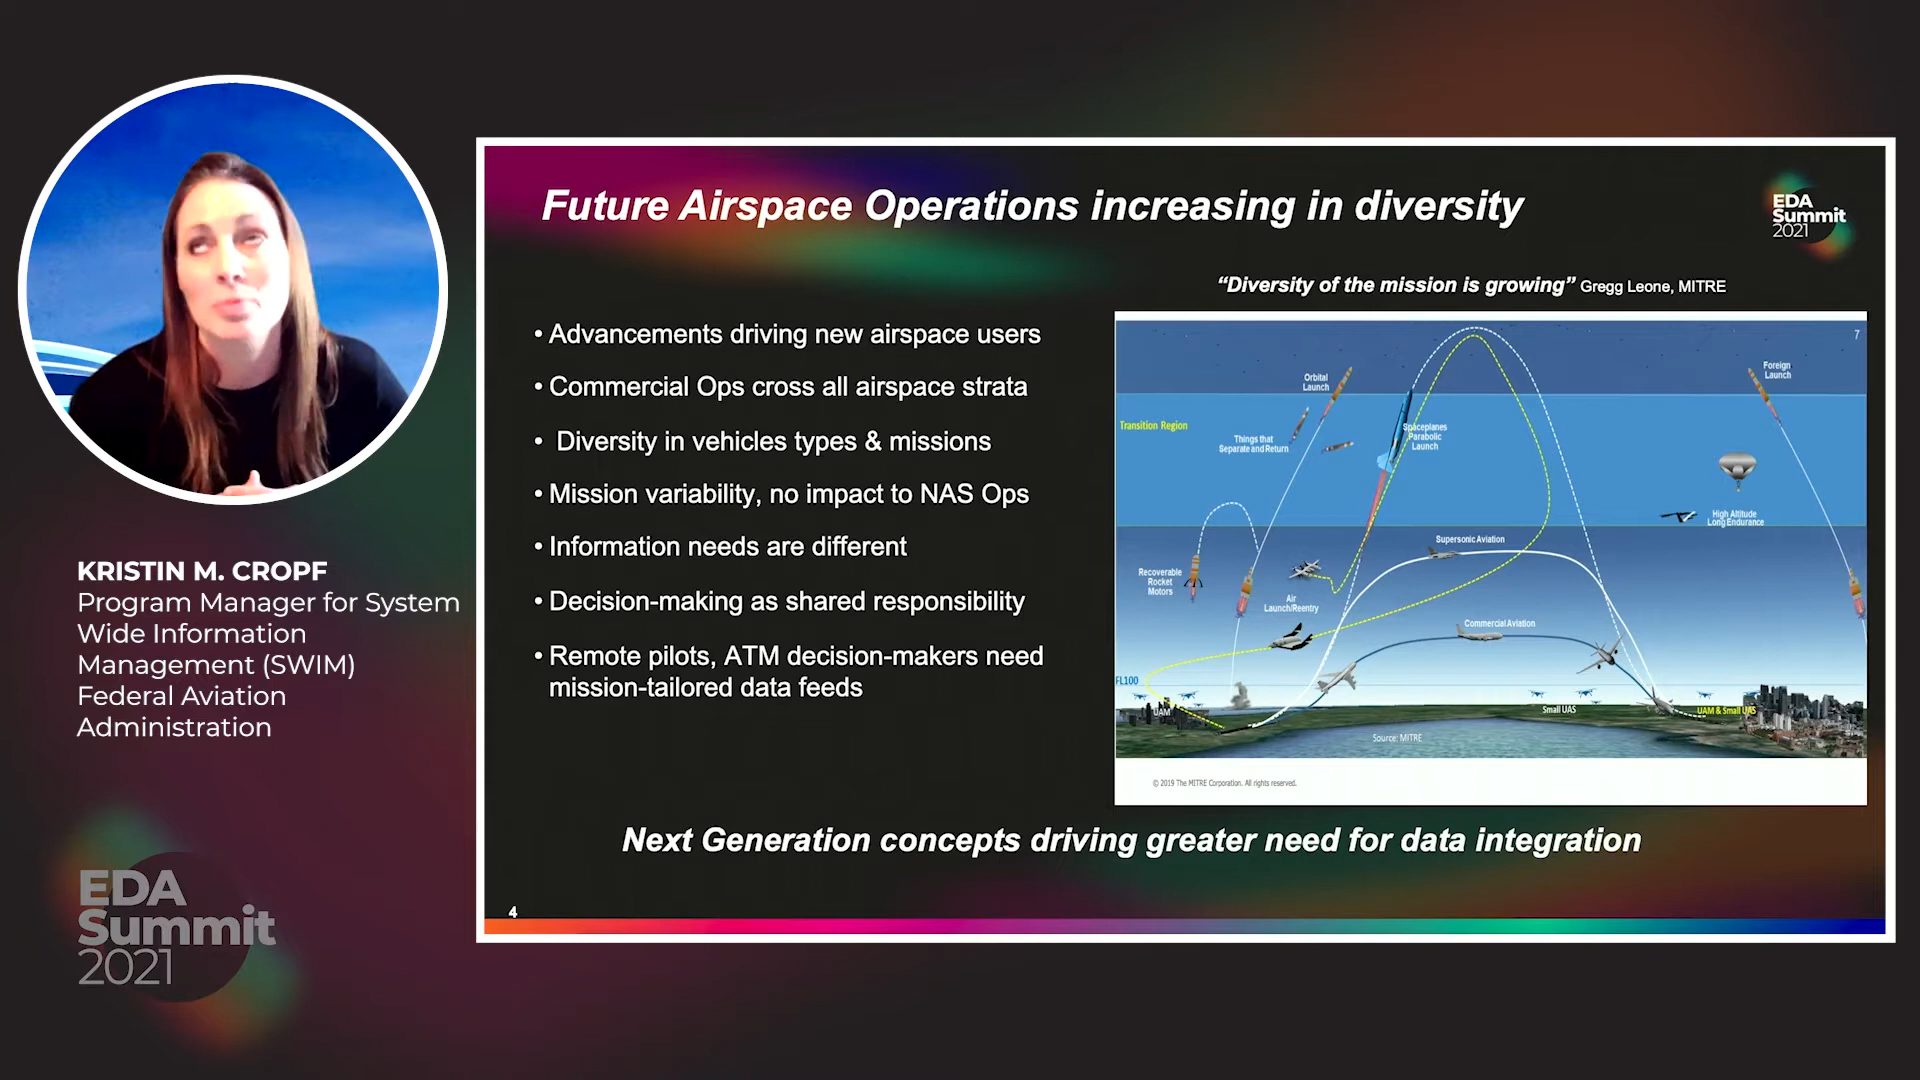 KRISTIN M. CROPF
Program Manager for System
Wide Information
Management (SWIM)
Federal Aviation
Administration
EDA
Summit
2021
Future Airspace Operations increasing in diversity
EDA
Summit
2021
“Diversity of the mission is growing” Gregg Leone, MITRE
• Advancements driving new airspace users
• Commercial Ops cross all airspace strata
• Diversity in vehicles types & missions
• Mission variability, no impact to NAS Ops
• Information needs are different
• Decision-making as shared responsibility
• Remote pilots, ATM decision-makers need
mission-tailored data feeds
7
Orbital
Launch
Foreign
Launch
Transition Region
Things that
Separate and Return
Spaceplanes
Parabolic
Launch
High Altitude
Long Endurance
Supersonic Aviation
Recoverable
Rocket
Motors
Air
Launch/Reentry
Commercial Aviation
FL100
UAM
Small UAS
UAM & Small UAS
Source: MITRE
© 2019 The MITRE Corporation. All rights reserved.
Next Generation concepts driving greater need for data integration
4